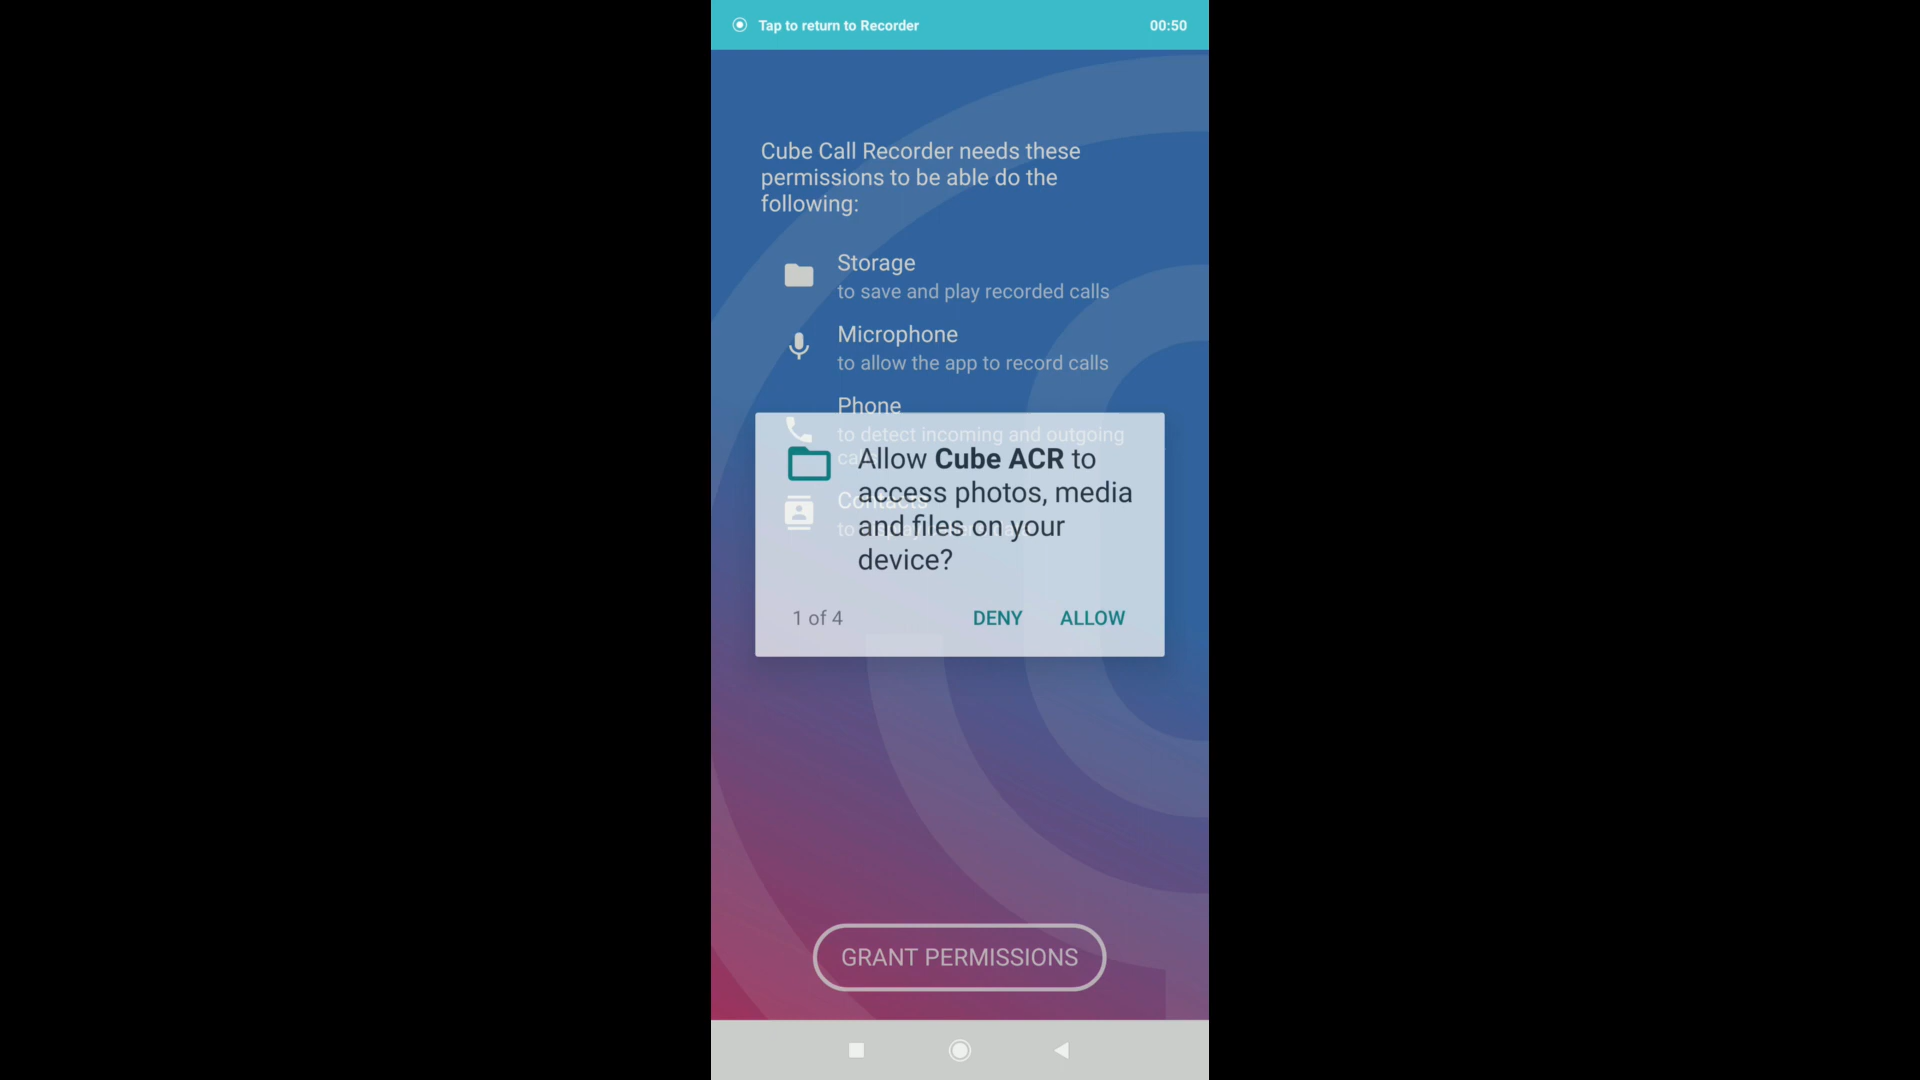 Tap to return to Recorder
00:50
Cube Call Recorder needs these
permissions to be able do the
following:
Storage
to save and play recorded calls
Microphone
to allow the app to record calls
Phone
to detect incoming and outgoing
Allow Cube ACR to
access photos, media
and files on your
device?
Contacts
1 of 4
DENY
ALLOW
GRANT PERMISSIONS